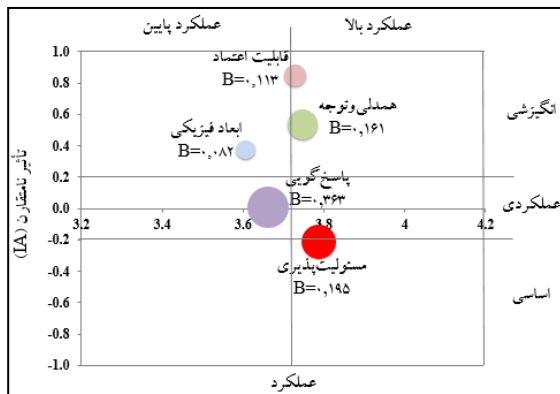 عملکرد بالا
عملکرد پایین
انگیزشی
عملکردی
اساسی
تأثیر نامتقارن (IA)
1.0
0.8
0.6
0.4
0.2
0.0
-0.2
-0.4
-0.6
-0.8
-1.0
3.2
3.4
3.6
3.8
4
4.2
قابلیت اعتماد
B=۰٫۱۱۳
همدلی وتوجه
B=۰٫۱۶۱
ابعاد فیزیکی
B=۰٫۰۸۲
پاسخ‌گویی
B=۰٫۳۶۳
مسئولیت‌پذیری
B=۰٫۱۹۵
عملکرد